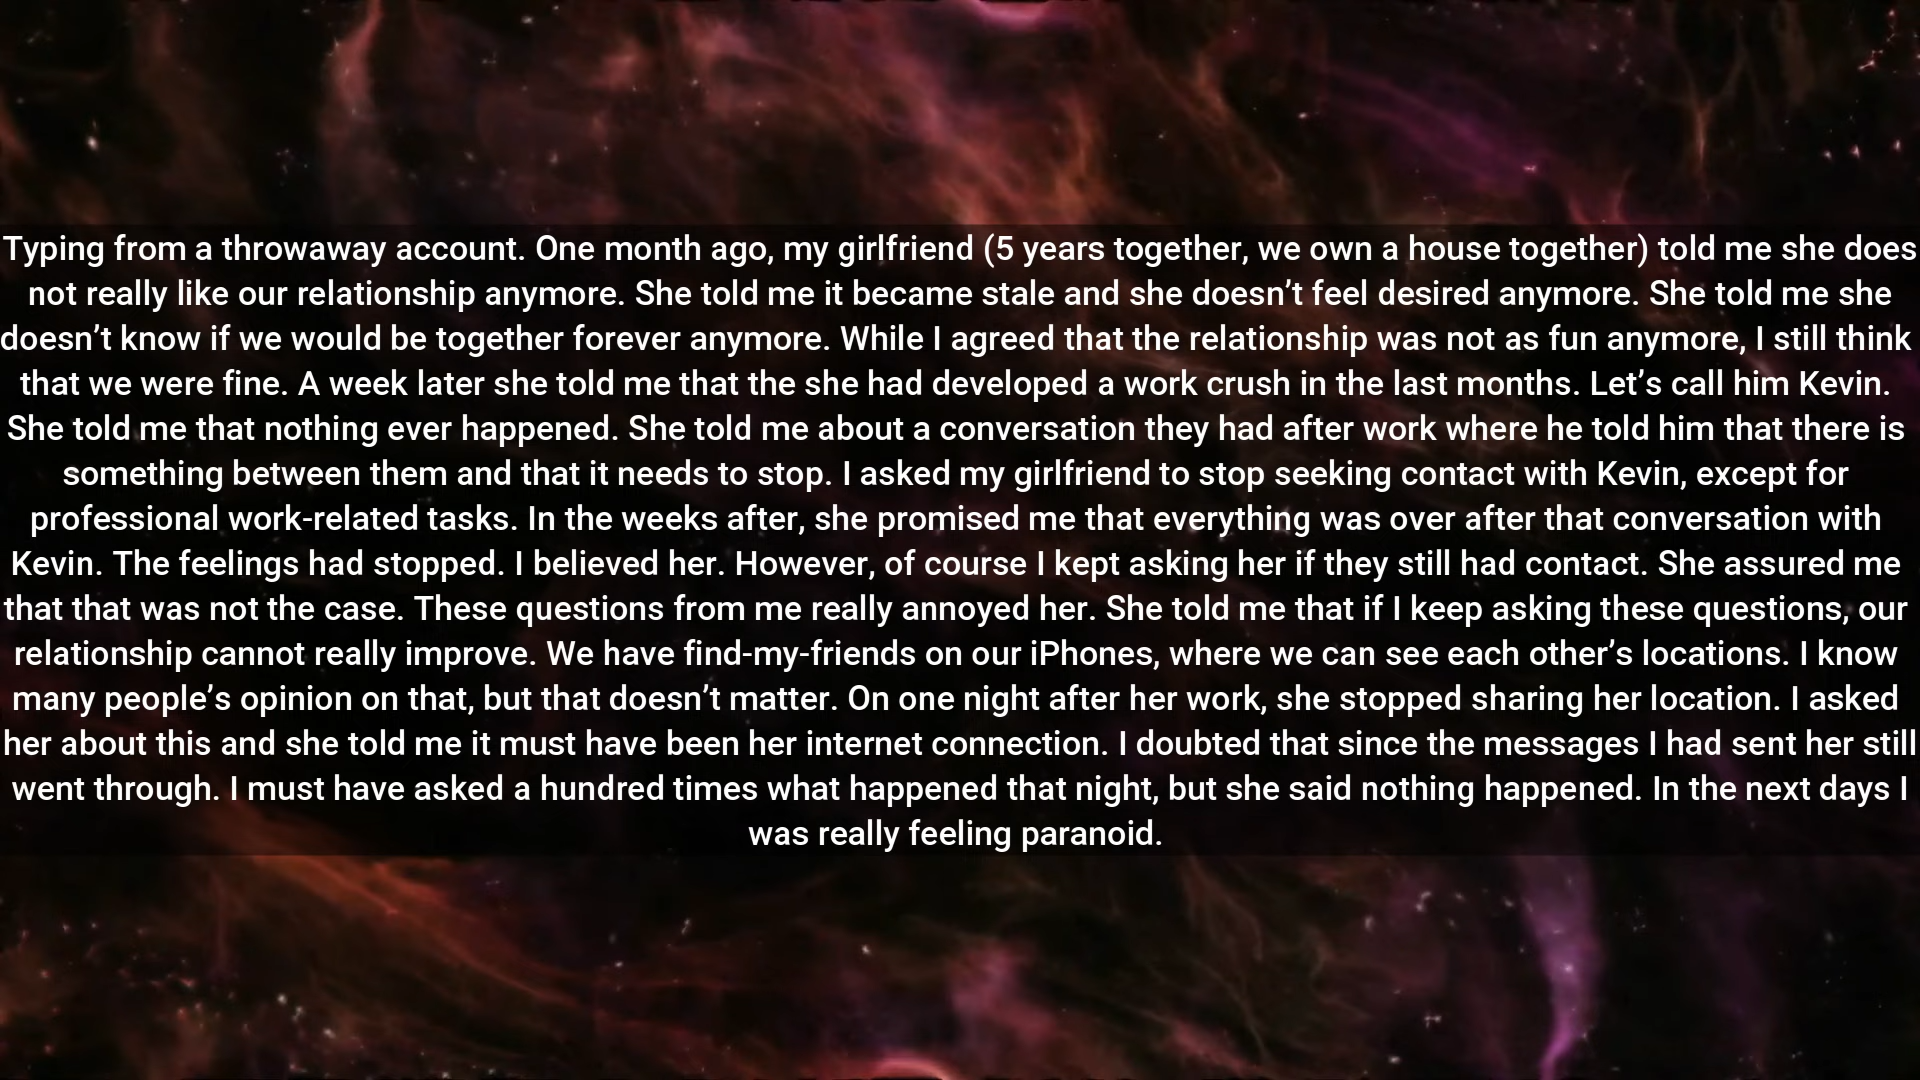 Typing from a throwaway account. One month ago, my girlfriend (5 years together, we own a house together) told me she does
not really like our relationship anymore. She told me it became stale and she doesn’t feel desired anymore. She told me she
doesn’t know if we would be together forever anymore. While I agreed that the relationship was not as fun anymore, I still think
that we were fine. A week later she told me that the she had developed a work crush in the last months. Let’s call him Kevin.
She told me that nothing ever happened. She told me about a conversation they had after work where he told him that there is
something between them and that it needs to stop. I asked my girlfriend to stop seeking contact with Kevin, except for
professional work-related tasks. In the weeks after, she promised me that everything was over after that conversation with
Kevin. The feelings had stopped. I believed her. However, of course I kept asking her if they still had contact. She assured me
that that was not the case. These questions from me really annoyed her. She told me that if I keep asking these questions, our
relationship cannot really improve. We have find-my-friends on our iPhones, where we can see each other’s locations. I know
many people’s opinion on that, but that doesn’t matter. On one night after her work, she stopped sharing her location. I asked
her about this and she told me it must have been her internet connection. I doubted that since the messages I had sent her still
went through. I must have asked a hundred times what happened that night, but she said nothing happened. In the next days I
was really feeling paranoid.